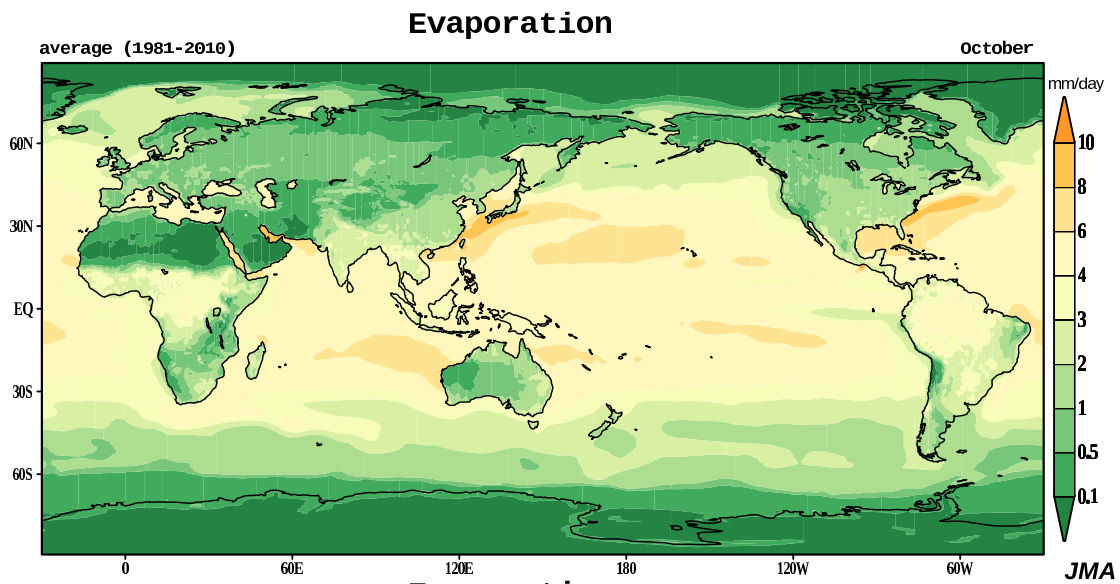 Evaporation
average (1981-2010) October
mm/day
10
8
6
4
3
2
1
0.5
0.1
60N
30N
EQ
30S
60S
0 60E 120E 180 120W 60W
JMA